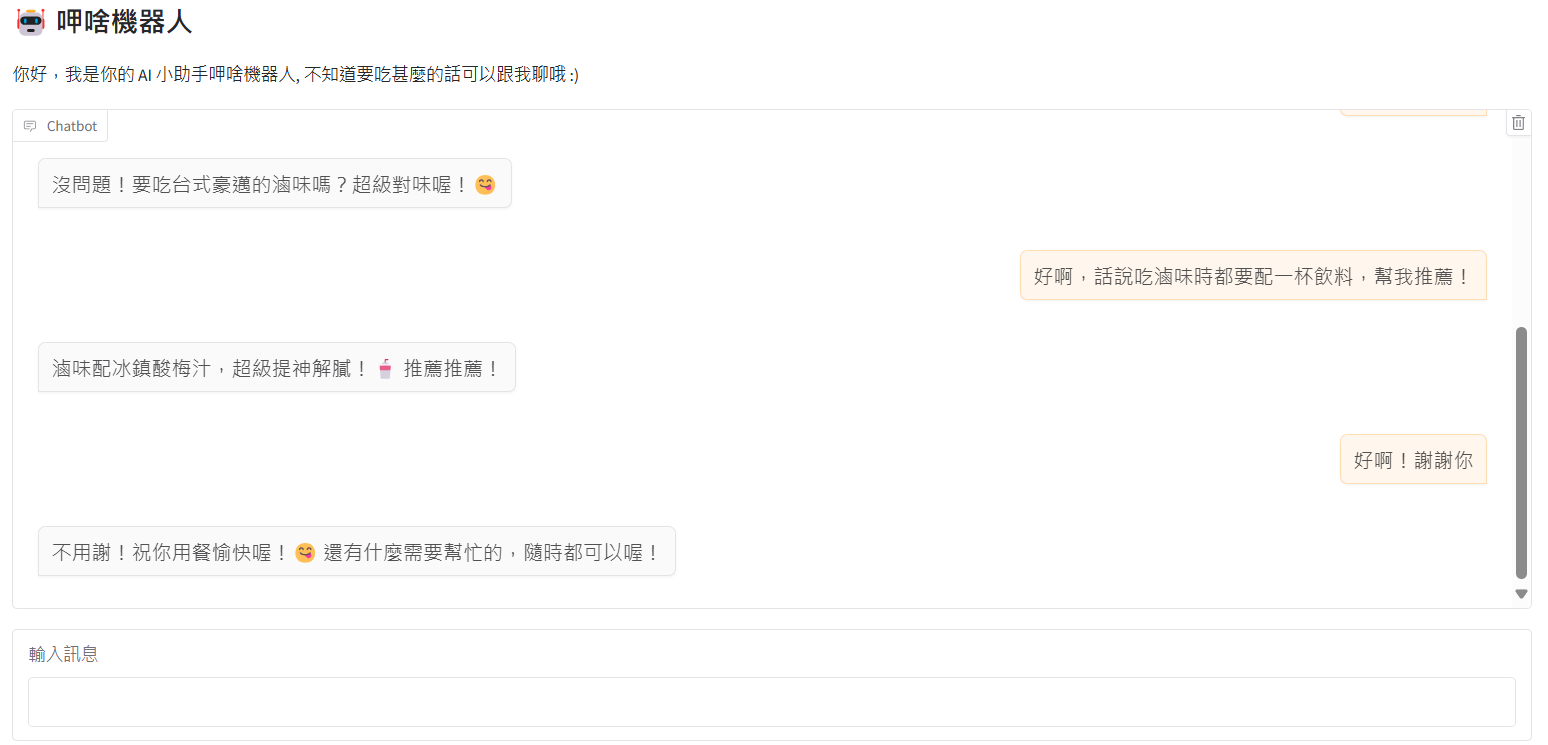 🤖 呷啥機器人
你好，我是你的 AI 小助手呷啥機器人, 不知道要吃甚麼的話可以跟我聊哦 :)
Chatbot
沒問題！要吃台式豪邁的滷味嗎？超級對味喔！😋
好啊，話說吃滷味時都要配一杯飲料，幫我推薦！
滷味配冰鎮酸梅汁，超級提神解膩！🥤 推薦推薦！
好啊！謝謝你
不用謝！祝你用餐愉快喔！😋 還有什麼需要幫忙的，隨時都可以喔！
輸入訊息